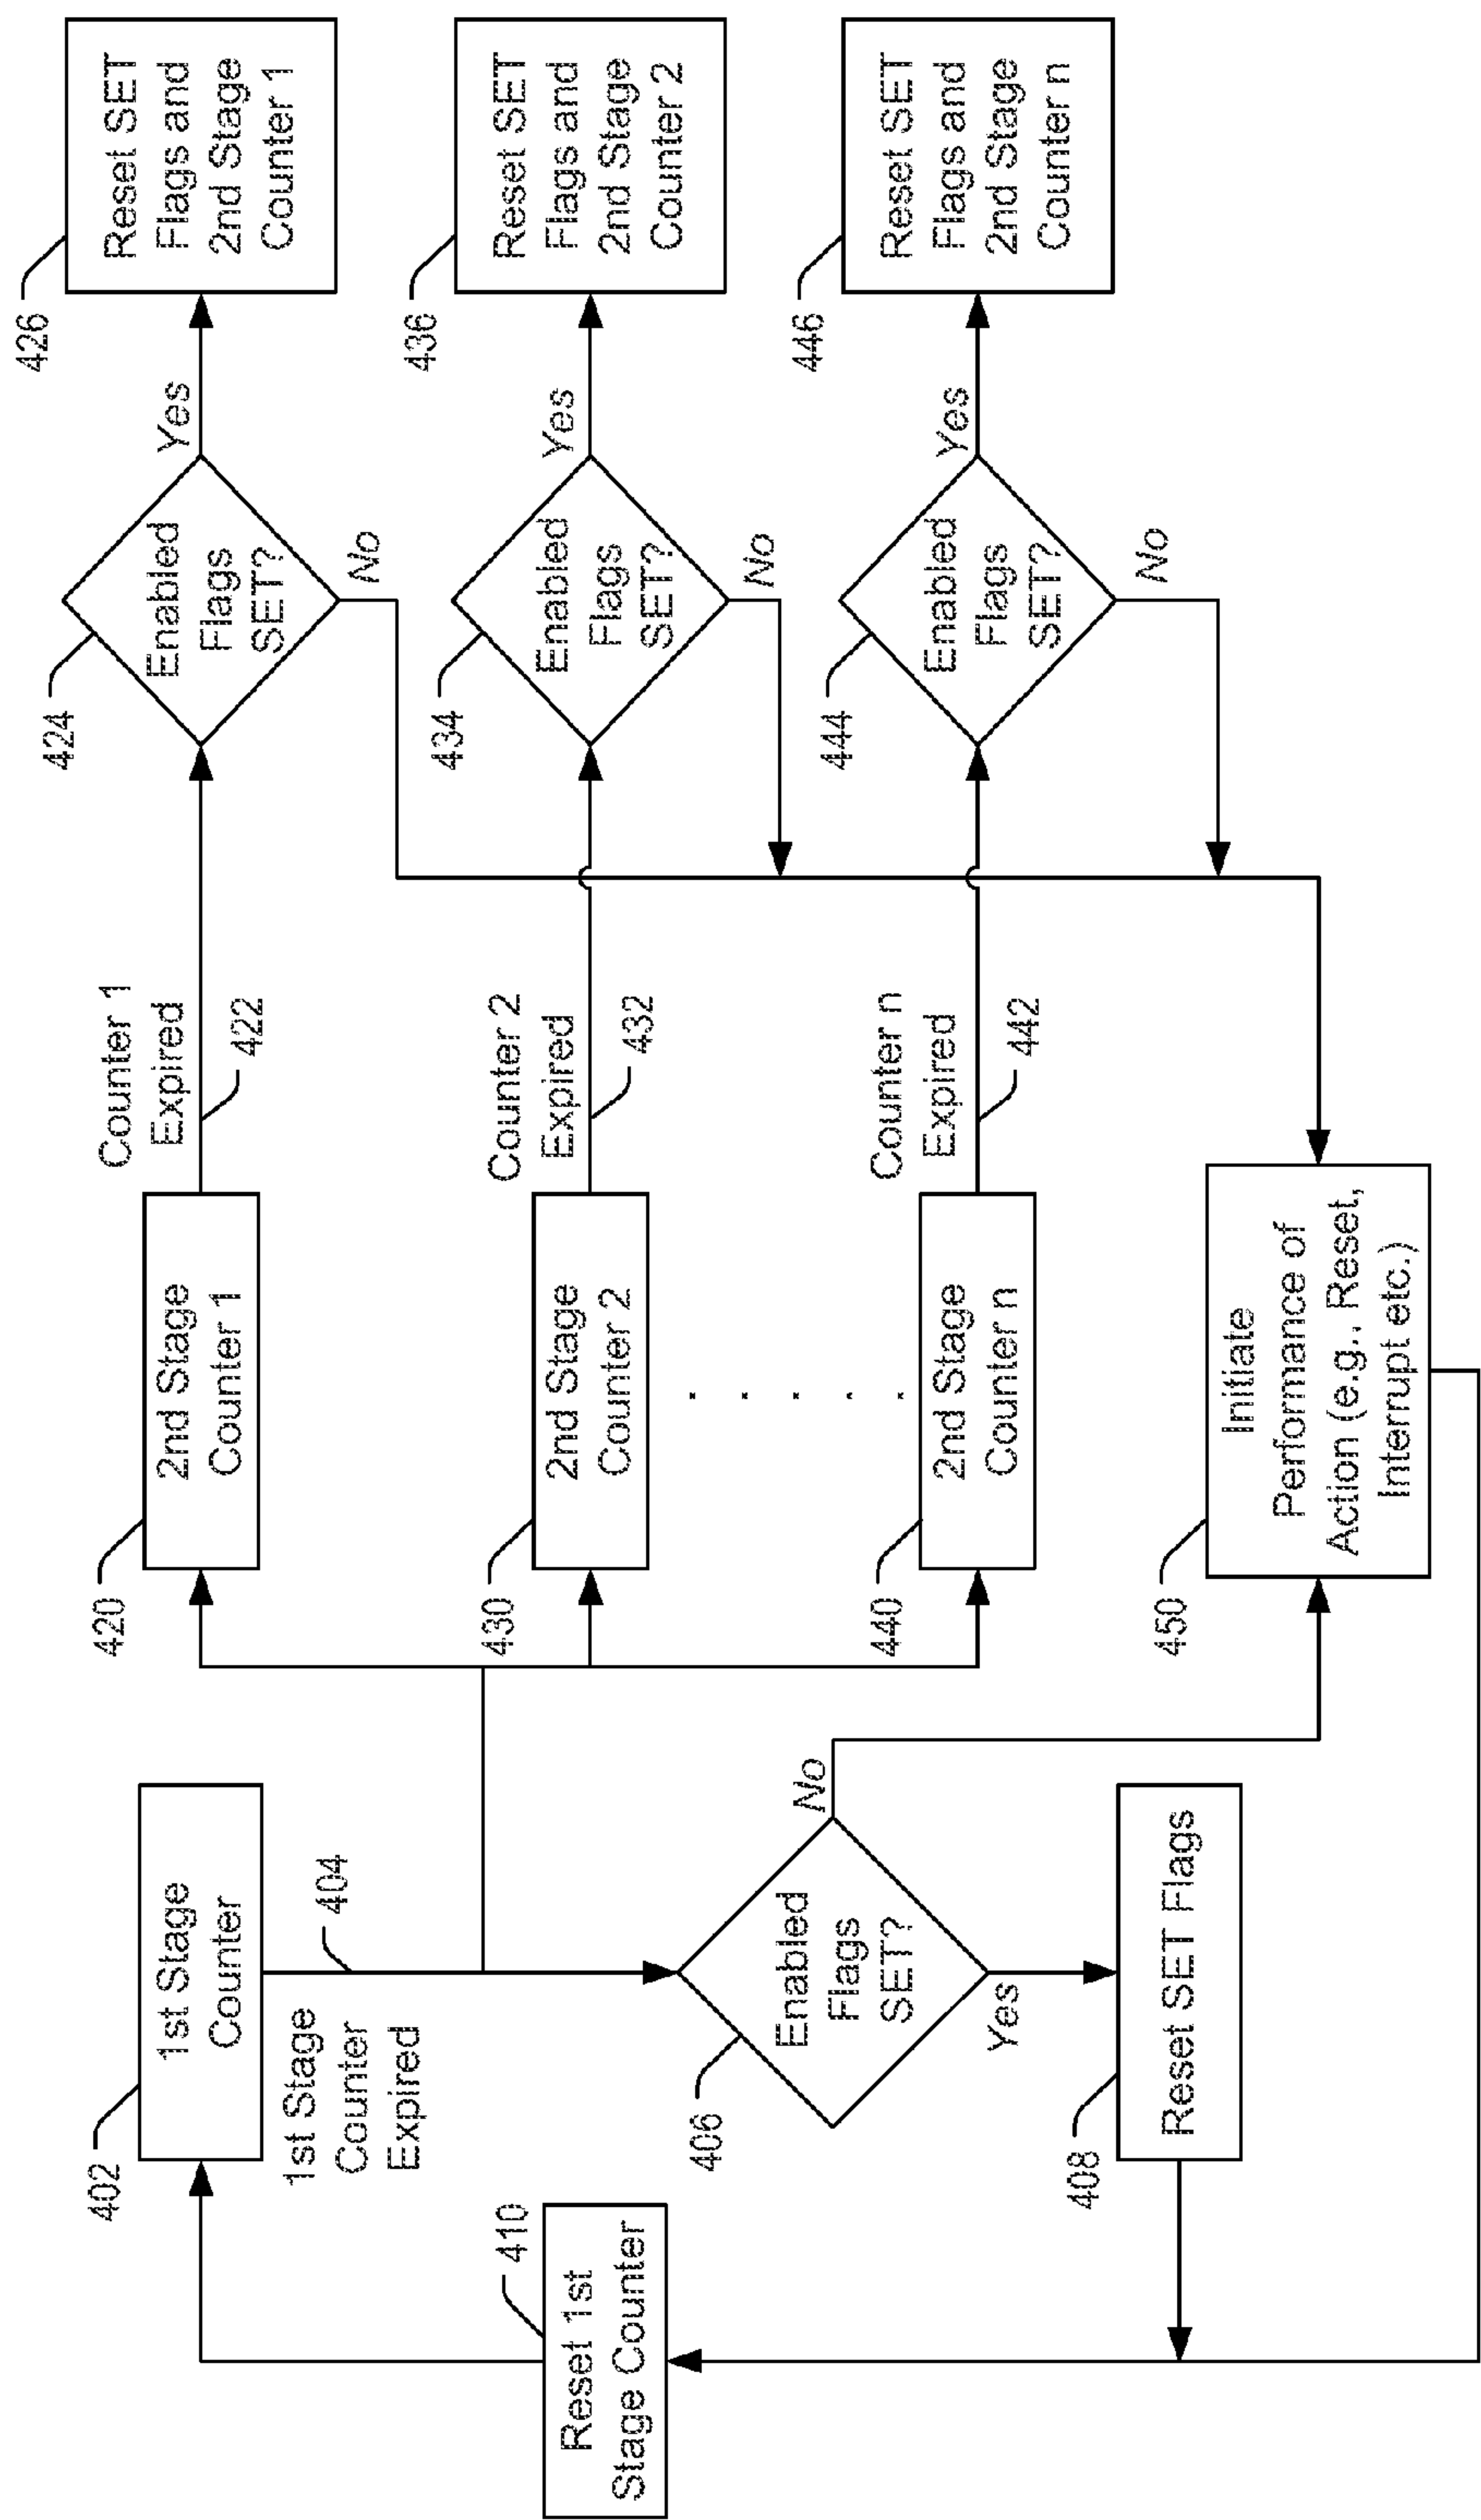 402
1st Stage
Counter
404
1st Stage
Counter
Expired
410
Reset 1st
Stage Counter
406
Enabled
Flags
SET?
No
Yes
408
Reset SET Flags
420
2nd Stage
Counter 1
Counter 1
Expired
422
424
Enabled
Flags
SET?
Yes
No
426
Reset SET
Flags and
2nd Stage
Counter 1
430
2nd Stage
Counter 2
Counter 2
Expired
432
434
Enabled
Flags
SET?
Yes
No
436
Reset SET
Flags and
2nd Stage
Counter 2
. . . . .
440
2nd Stage
Counter n
Counter n
Expired
442
444
Enabled
Flags
SET?
Yes
No
446
Reset SET
Flags and
2nd Stage
Counter n
450
Initiate
Performance of
Action (e.g., Reset,
Interrupt etc.)